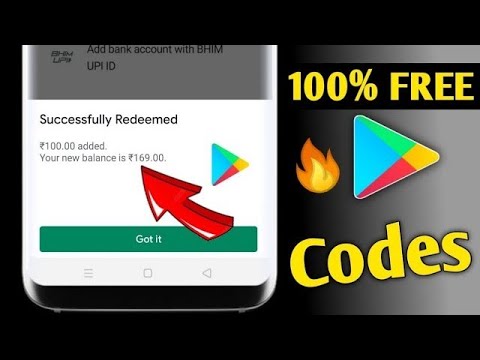 BHIM
UPI
Add bank account with BHIM
UPI ID
Successfully Redeemed
₹100.00 added.
Your new balance is ₹169.00.
Got it
100% FREE
Codes